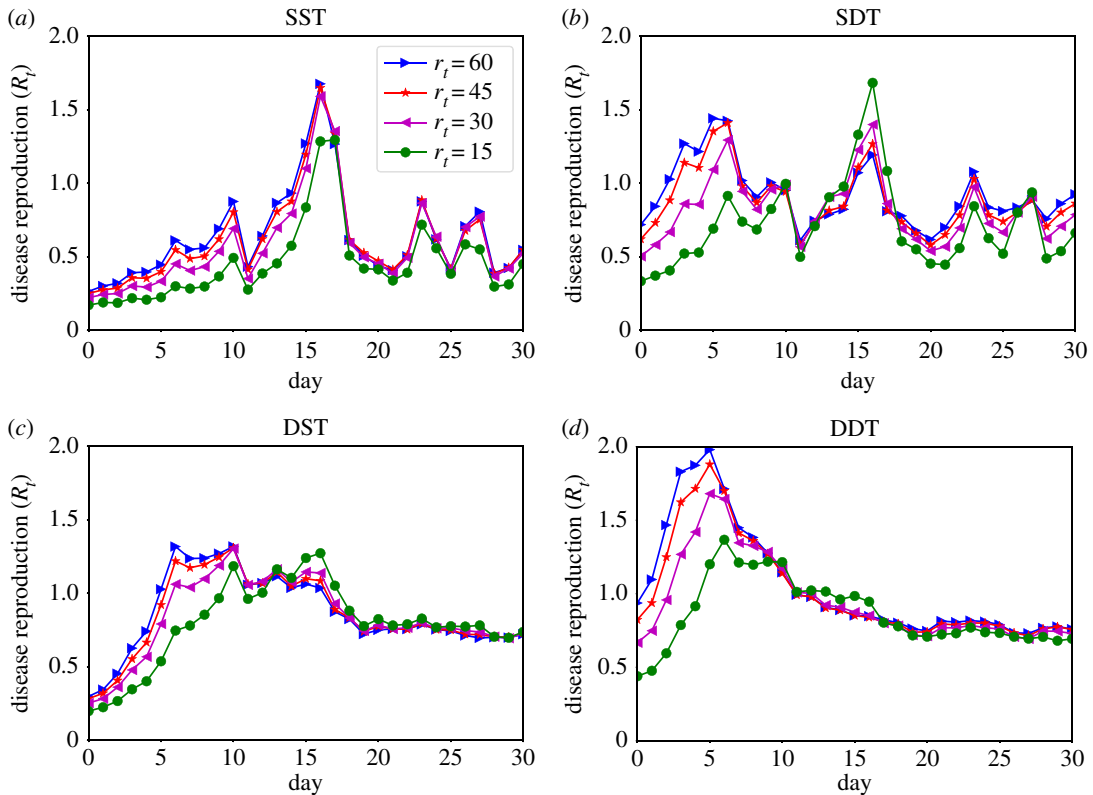 (a) SST
disease reproduction (R_t)
2.0
1.5
1.0
0.5
0
r_t = 60
r_t = 45
r_t = 30
r_t = 15
0 5 10 15 20 25 30
day
(b) SDT
disease reproduction (R_t)
2.0
1.5
1.0
0.5
0
0 5 10 15 20 25 30
day
(c) DST
disease reproduction (R_t)
2.0
1.5
1.0
0.5
0
0 5 10 15 20 25 30
day
(d) DDT
disease reproduction (R_t)
2.0
1.5
1.0
0.5
0
0 5 10 15 20 25 30
day